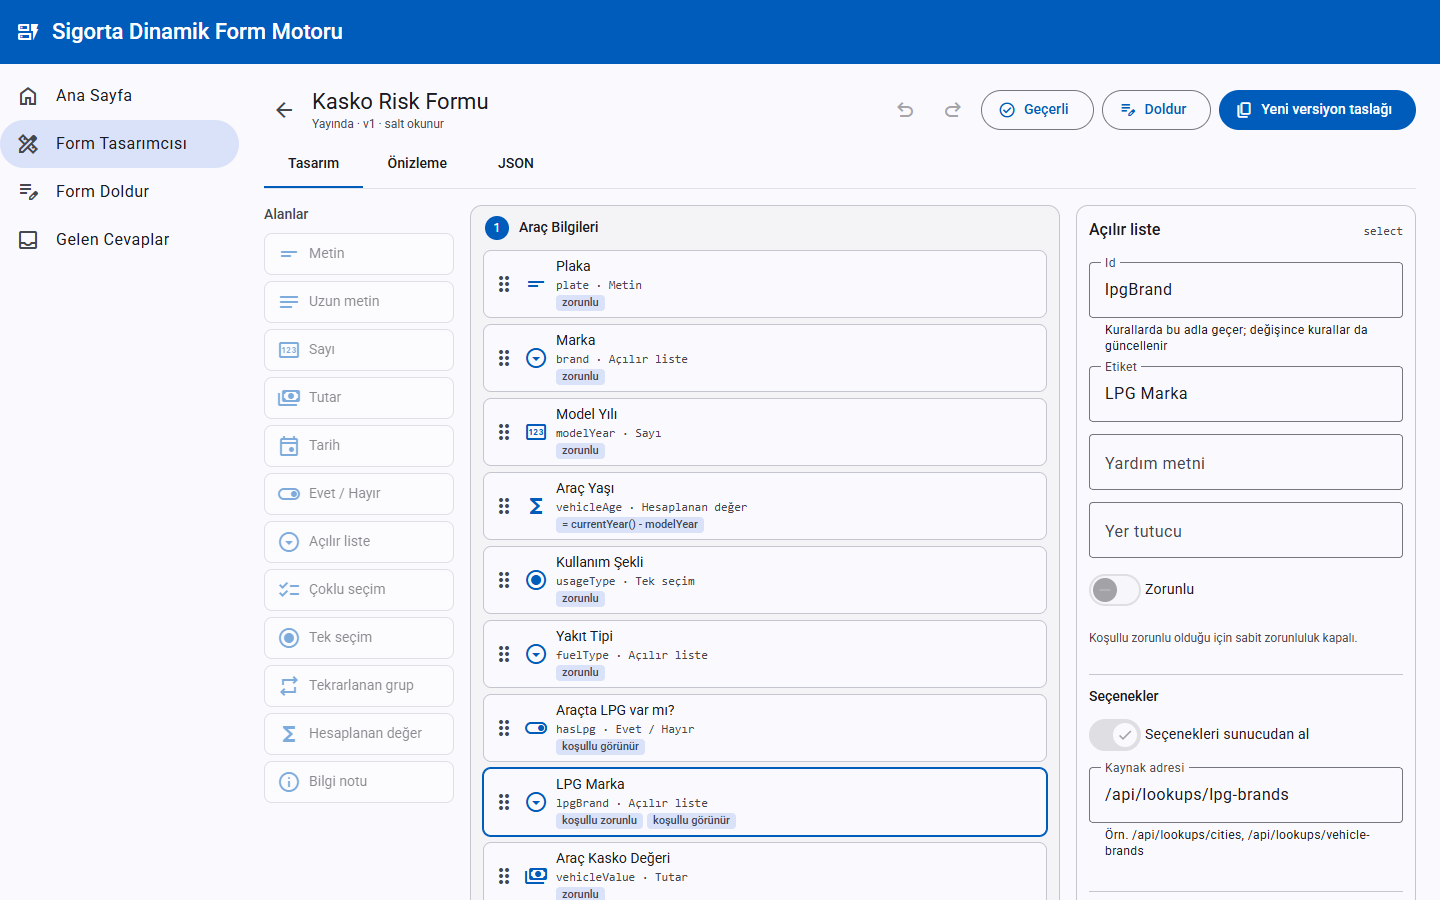 Sigorta Dinamik Form Motoru
Ana Sayfa
Form Tasarımcısı
Form Doldur
Gelen Cevaplar
Kasko Risk Formu
Yayında · v1 · salt okunur
Geçerli
Doldur
Yeni versiyon taslağı
Tasarım
Önizleme
JSON
Alanlar
Metin
Uzun metin
123
Sayı
Tutar
Tarih
Evet / Hayır
Açılır liste
Çoklu seçim
Tek seçim
Tekrarlanan grup
Hesaplanan değer
Bilgi notu
1
Araç Bilgileri
Plaka
plate · Metin
zorunlu
Marka
brand · Açılır liste
zorunlu
123
Model Yılı
modelYear · Sayı
zorunlu
Araç Yaşı
vehicleAge · Hesaplanan değer
= currentYear() - modelYear
Kullanım Şekli
usageType · Tek seçim
zorunlu
Yakıt Tipi
fuelType · Açılır liste
zorunlu
Araçta LPG var mı?
hasLpg · Evet / Hayır
koşullu görünür
LPG Marka
lpgBrand · Açılır liste
koşullu zorunlu
koşullu görünür
Araç Kasko Değeri
vehicleValue · Tutar
zorunlu
Açılır liste
select
Id
lpgBrand
Kurallarda bu adla geçer; değişince kurallar da
güncellenir
Etiket
LPG Marka
Yardım metni
Yer tutucu
Zorunlu
Koşullu zorunlu olduğu için sabit zorunluluk kapalı.
Seçenekler
Seçenekleri sunucudan al
Kaynak adresi
/api/lookups/lpg-brands
Örn. /api/lookups/cities, /api/lookups/vehicle-
brands